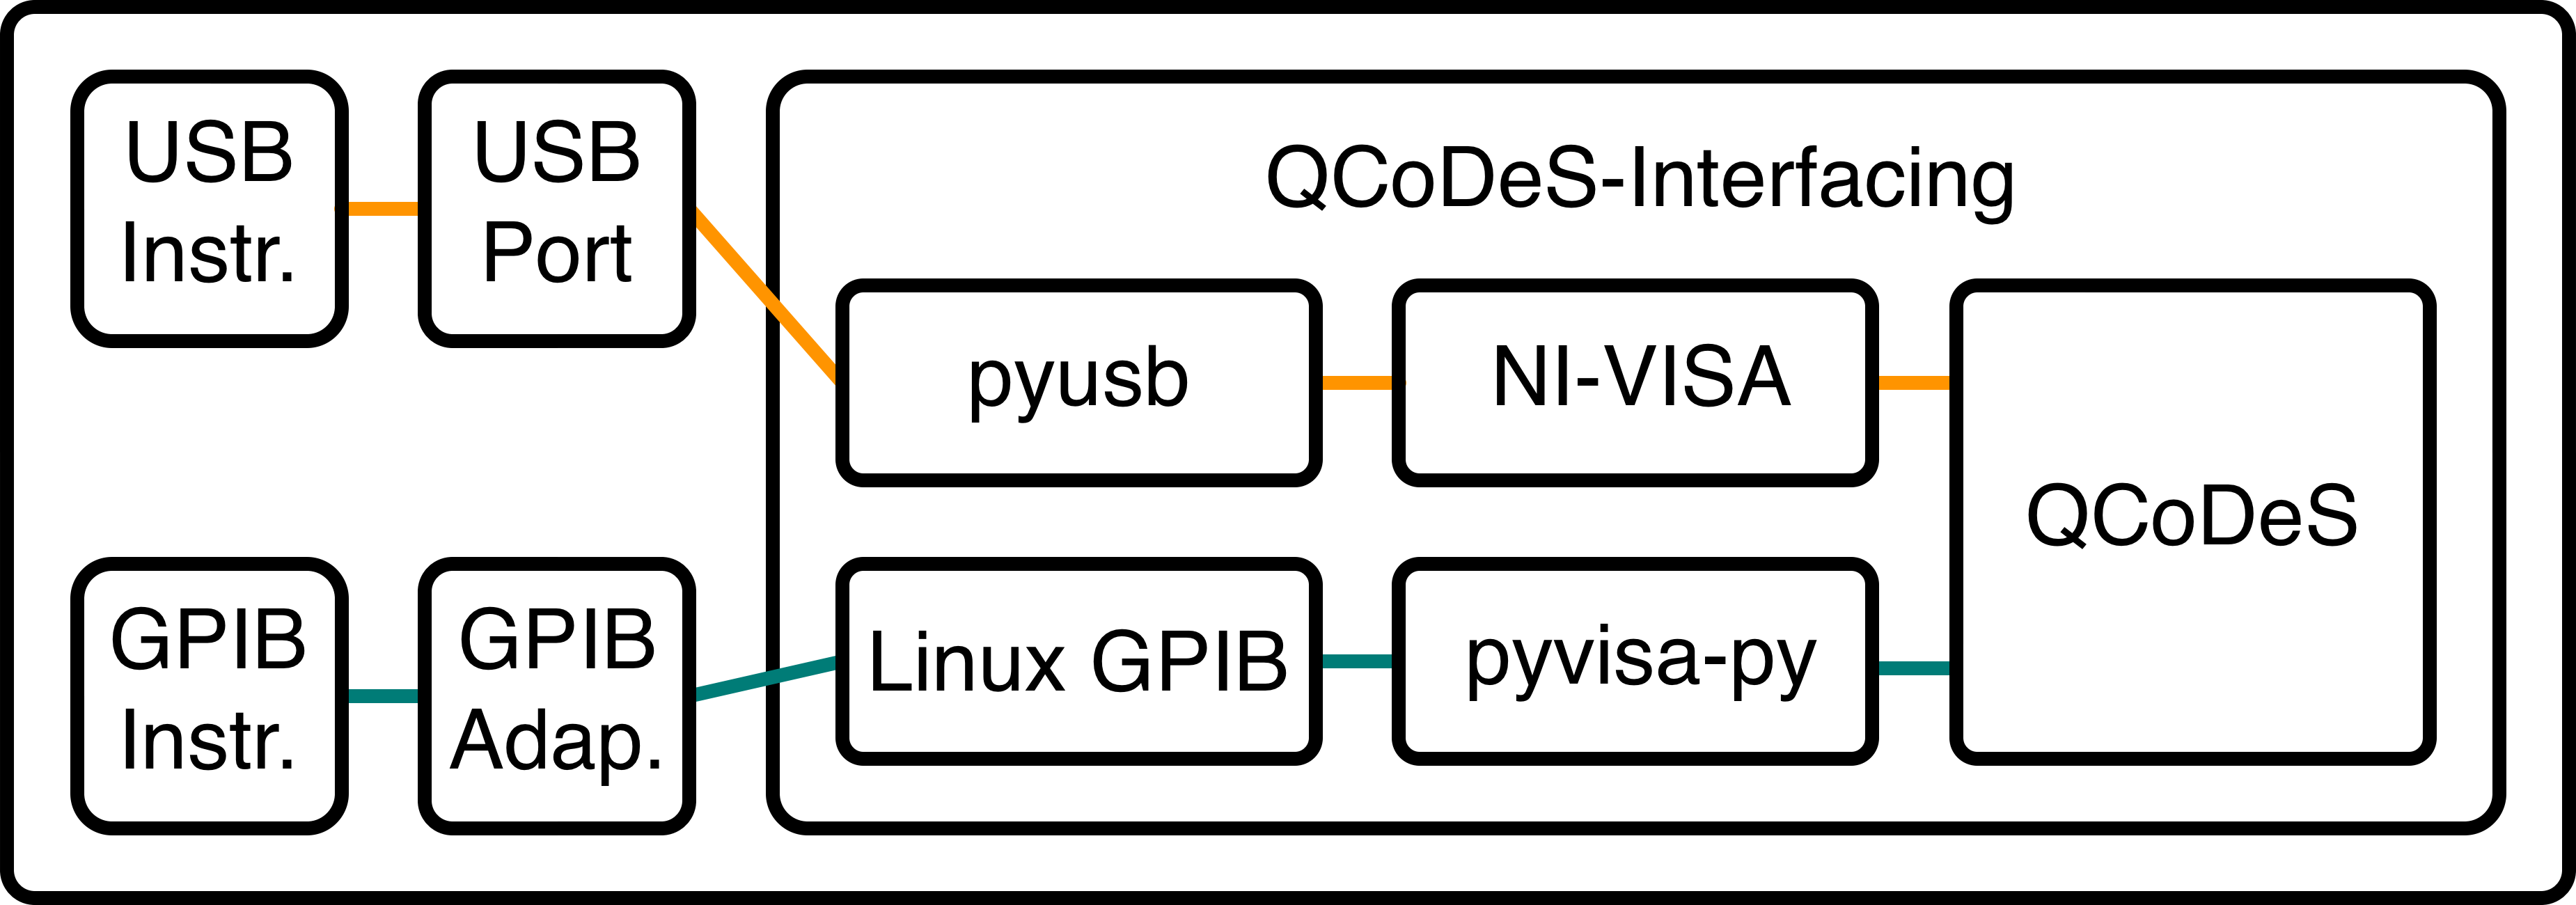 USB
Instr.
USB
Port
QCoDeS-Interfacing
pyusb
NI-VISA
QCoDeS
GPIB
Instr.
GPIB
Adap.
Linux GPIB
pyvisa-py